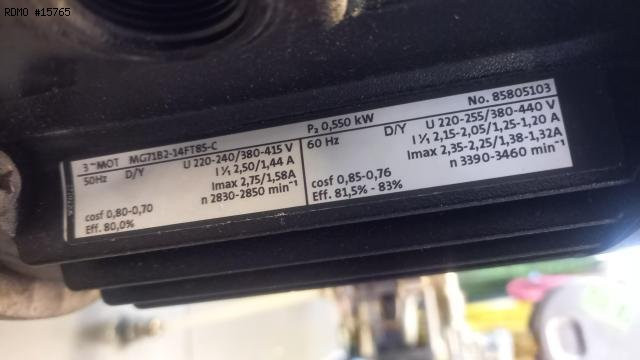 RDMO #15765
3~MOT MG71B2-14FT85-C P₂ 0,550 kW No. 85805103
50Hz D/Y U 220-240/380-415 V
I 1/1 2,50/1,44 A
Imax 2,75/1,58A
n 2830-2850 min⁻¹
cosf 0,80-0,70
Eff. 80,0%
60 Hz D/Y U 220-255/380-440 V
I 1/1 2,15-2,05/1,25-1,20 A
Imax 2,35-2,25/1,38-1,32A
n 3390-3460 min⁻¹
cosf 0,85-0,76
Eff. 81,5% - 83%